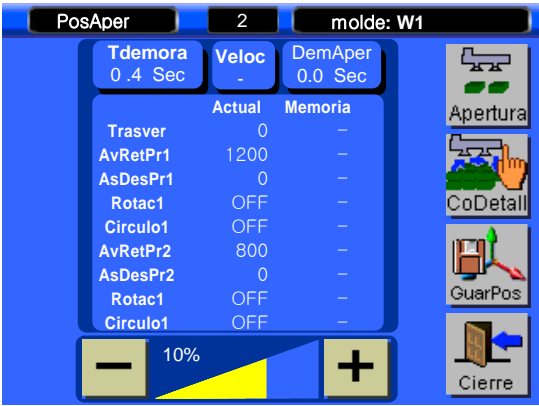 PosAper 2 molde: W1
Tdemora Veloc DemAper
0 .4 Sec - 0.0 Sec
Actual Memoria
Trasver 0 –
AvRetPr1 1200 –
AsDesPr1 0 –
Rotac1 OFF –
Circulo1 OFF –
AvRetPr2 800 –
AsDesPr2 0 –
Rotac1 OFF –
Circulo1 OFF –
− 10% +
Apertura
CoDetall
GuarPos
Cierre